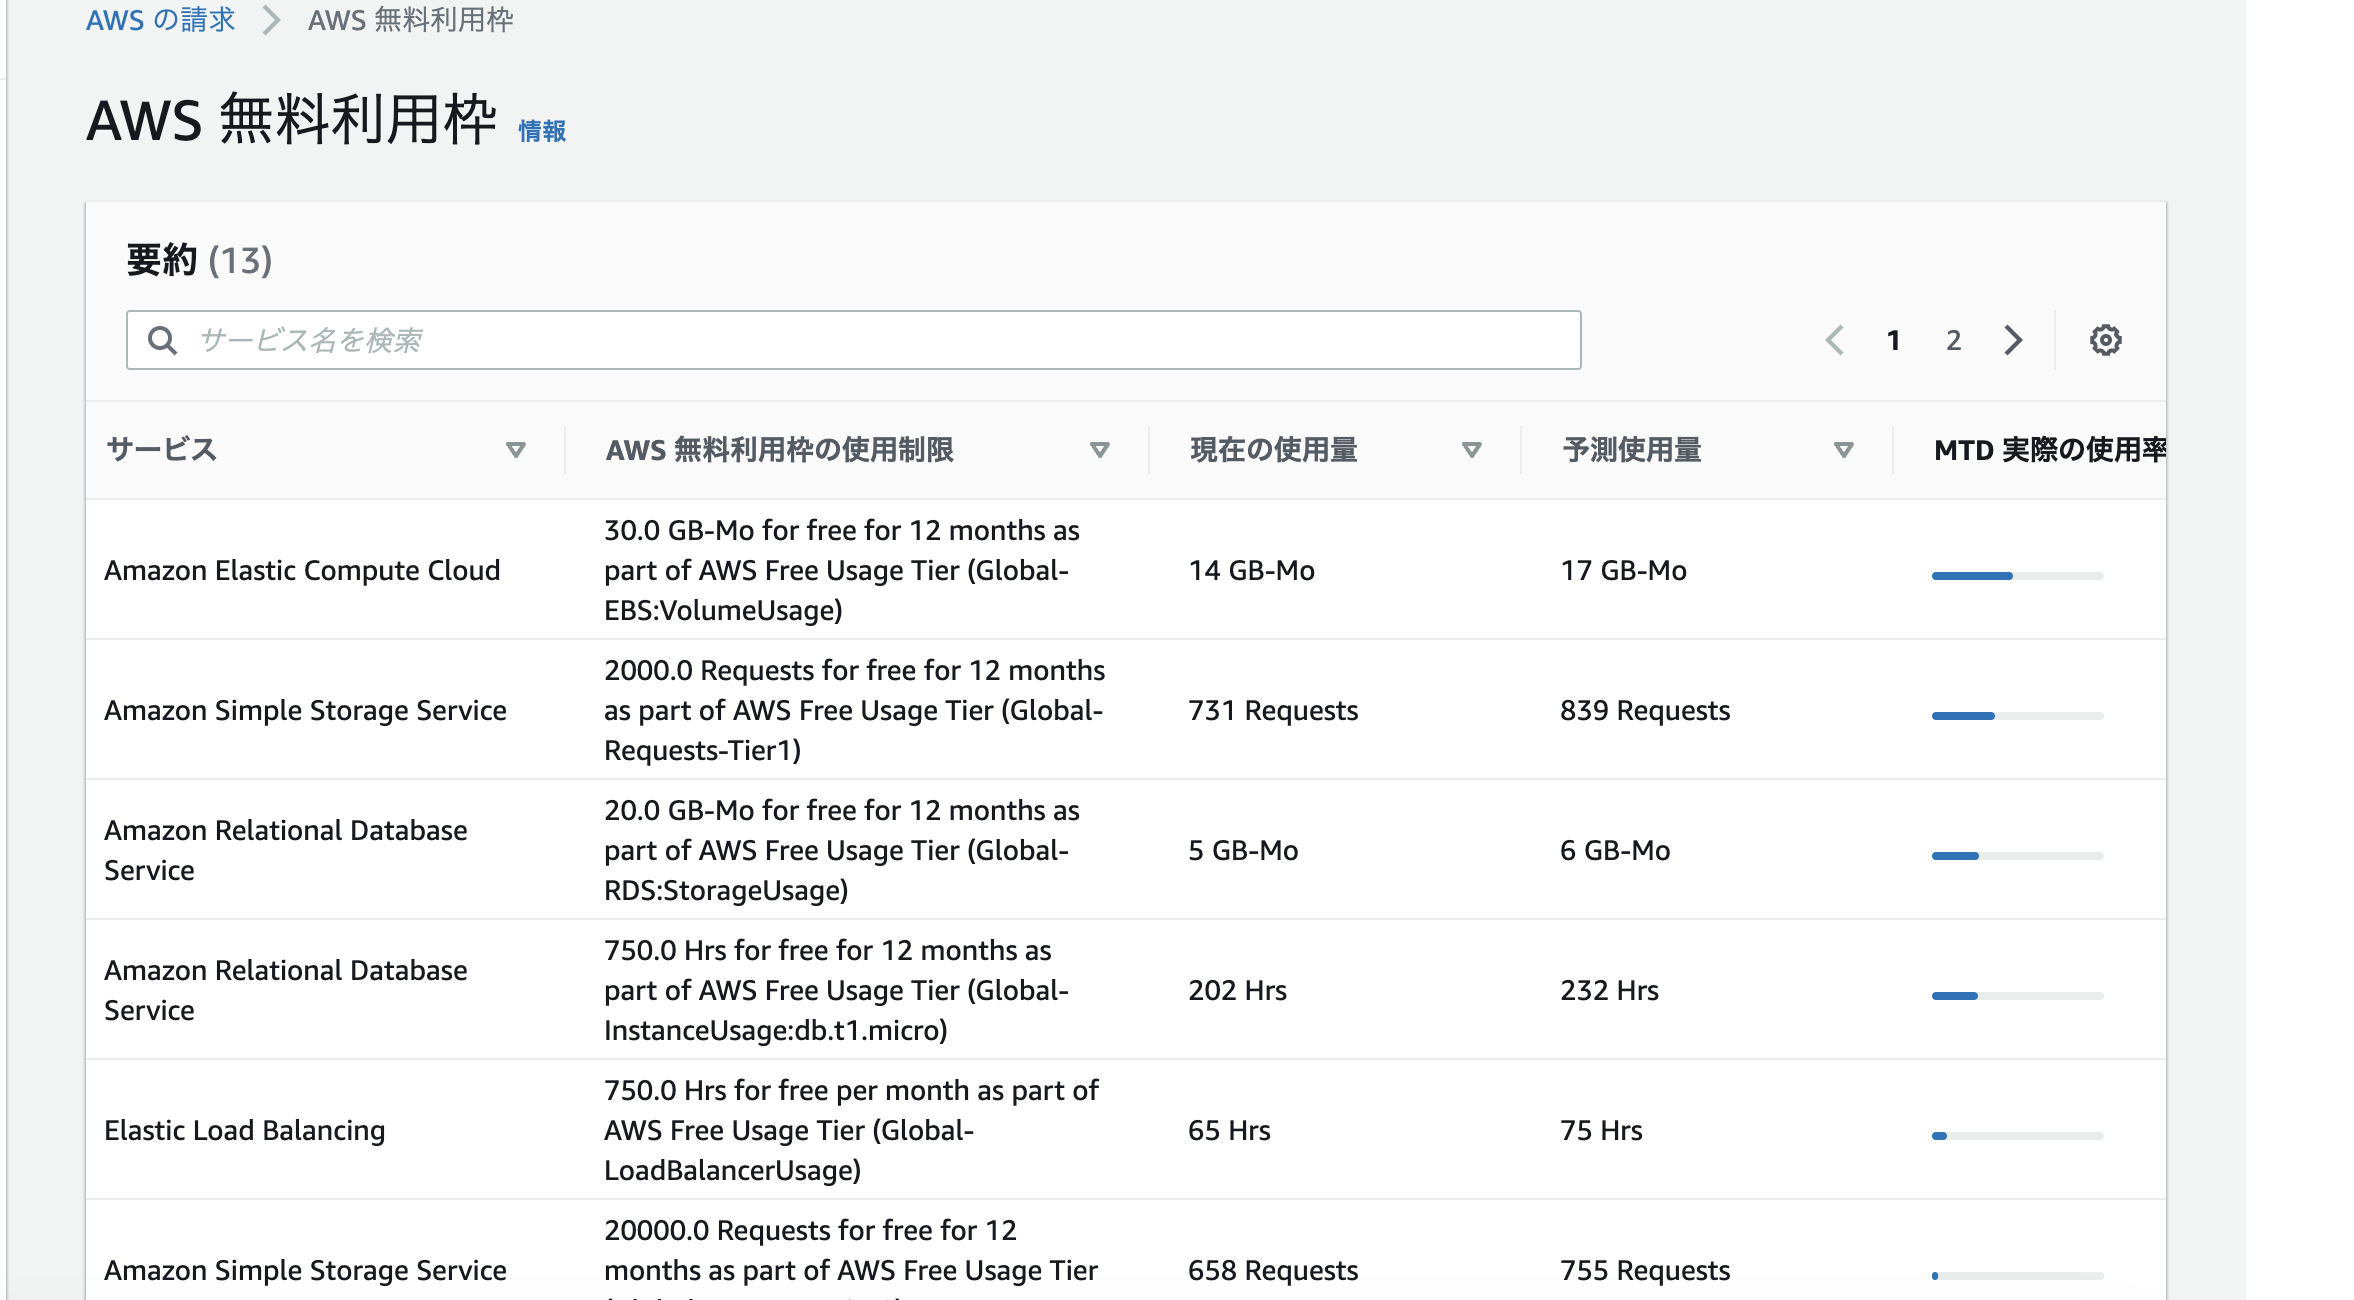 AWS の請求 > AWS 無料利用枠
AWS 無料利用枠 情報
要約 (13)
サービス名を検索
1 2
サービス AWS 無料利用枠の使用制限 現在の使用量 予測使用量 MTD 実際の使用率
30.0 GB-Mo for free for 12 months as
Amazon Elastic Compute Cloud part of AWS Free Usage Tier (Global- 14 GB-Mo 17 GB-Mo
EBS:VolumeUsage)
2000.0 Requests for free for 12 months
Amazon Simple Storage Service as part of AWS Free Usage Tier (Global- 731 Requests 839 Requests
Requests-Tier1)
20.0 GB-Mo for free for 12 months as
Amazon Relational Database
part of AWS Free Usage Tier (Global- 5 GB-Mo 6 GB-Mo
Service
RDS:StorageUsage)
750.0 Hrs for free for 12 months as
Amazon Relational Database
part of AWS Free Usage Tier (Global- 202 Hrs 232 Hrs
Service
InstanceUsage:db.t1.micro)
750.0 Hrs for free per month as part of
Elastic Load Balancing AWS Free Usage Tier (Global- 65 Hrs 75 Hrs
LoadBalancerUsage)
20000.0 Requests for free for 12
Amazon Simple Storage Service months as part of AWS Free Usage Tier 658 Requests 755 Requests